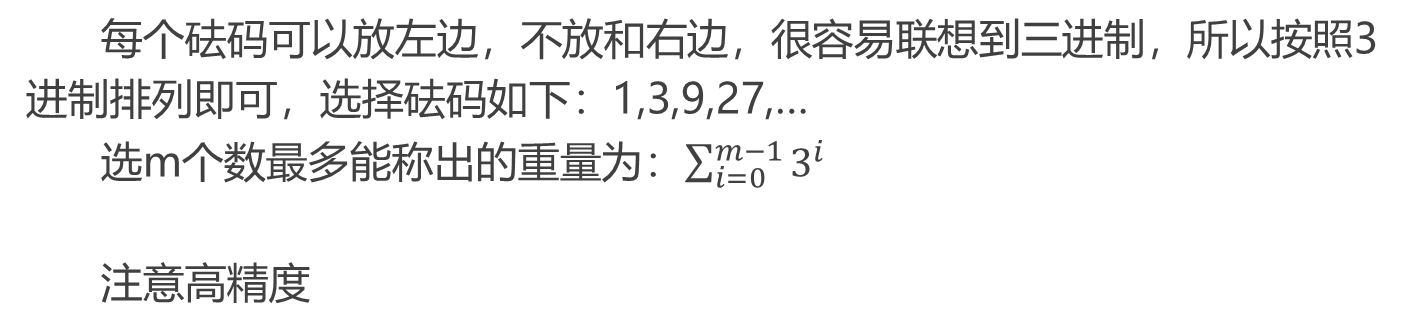 每个砝码可以放左边，不放和右边，很容易联想到三进制，所以按照3
进制排列即可，选择砝码如下：1,3,9,27,…
选m个数最多能称出的重量为：∑_{i=0}^{m−1} 3^i
注意高精度